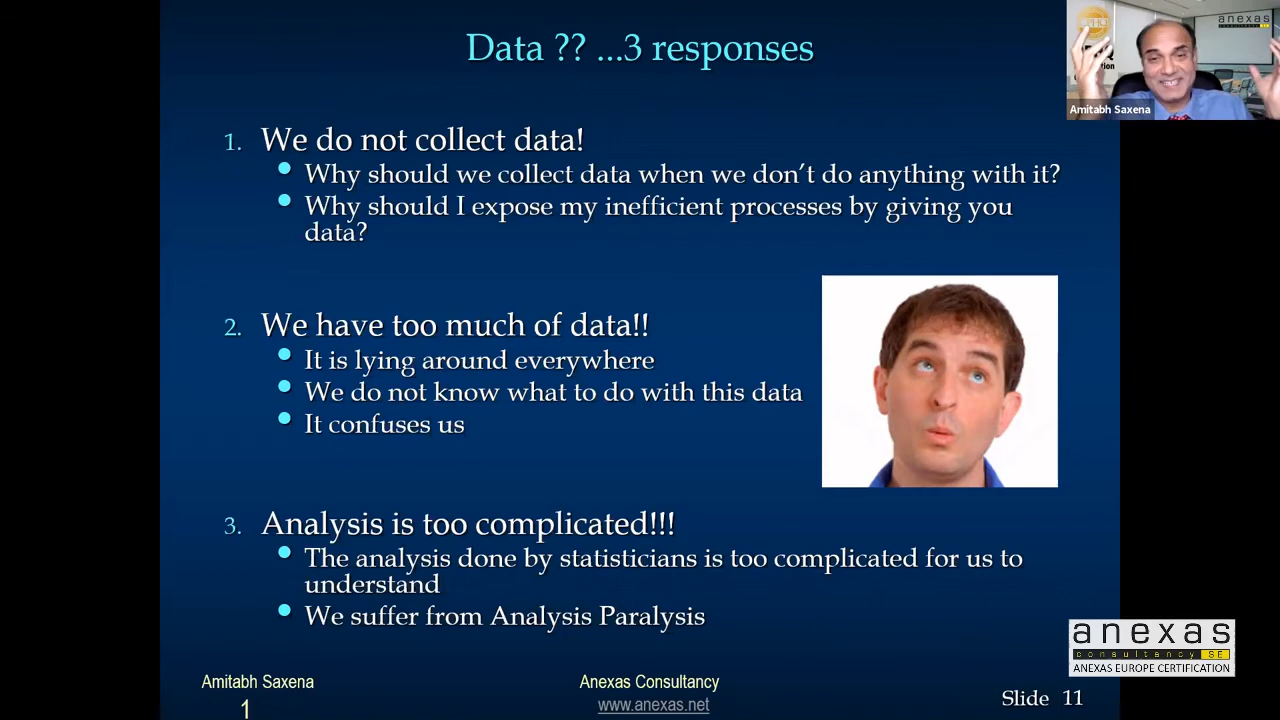 Data ?? ...3 responses
anexas
Q
tion
Amitabh Saxena
1. We do not collect data!
Why should we collect data when we don't do anything with it?
Why should I expose my inefficient processes by giving you
data?
2. We have too much of data!!
It is lying around everywhere
We do not know what to do with this data
It confuses us
3. Analysis is too complicated!!!
The analysis done by statisticians is too complicated for us to
understand
We suffer from Analysis Paralysis
anexas
consultancy SE
ANEXAS EUROPE CERTIFICATION
Amitabh Saxena
1
Anexas Consultancy
www.anexas.net
Slide 11